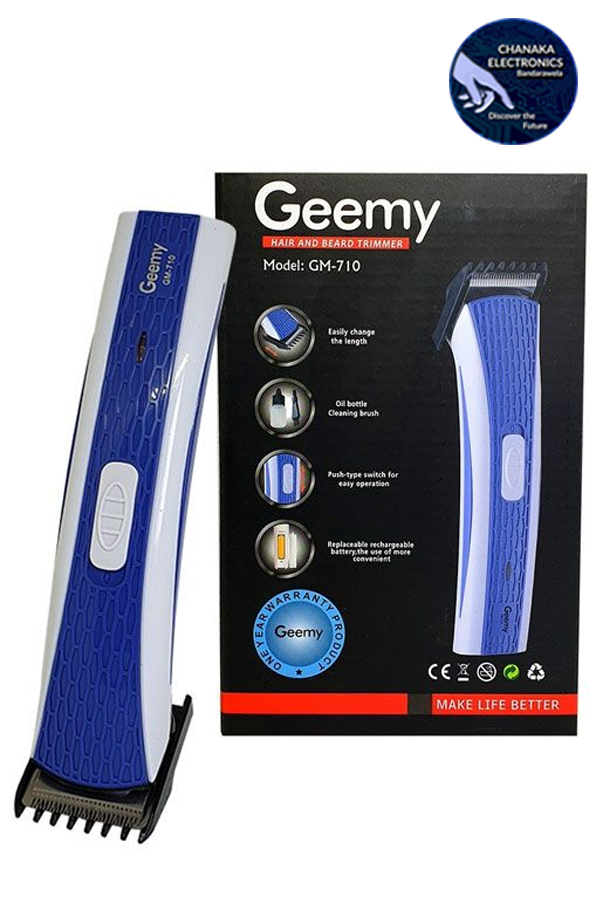 CHANAKA
ELECTRONICS
Bandarawela
Discover the
Future
Geemy
HAIR AND BEARD TRIMMER
Model: GM-710
Easily change
the length
Oil bottle
Cleaning brush
Push-type switch for
easy operation
Replaceable rechargeable
battery,the use of more
convenient
ONE YEAR WARRANTY PRODUCT
Geemy
CE
MAKE LIFE BETTER
Geemy
GM-710
Geemy